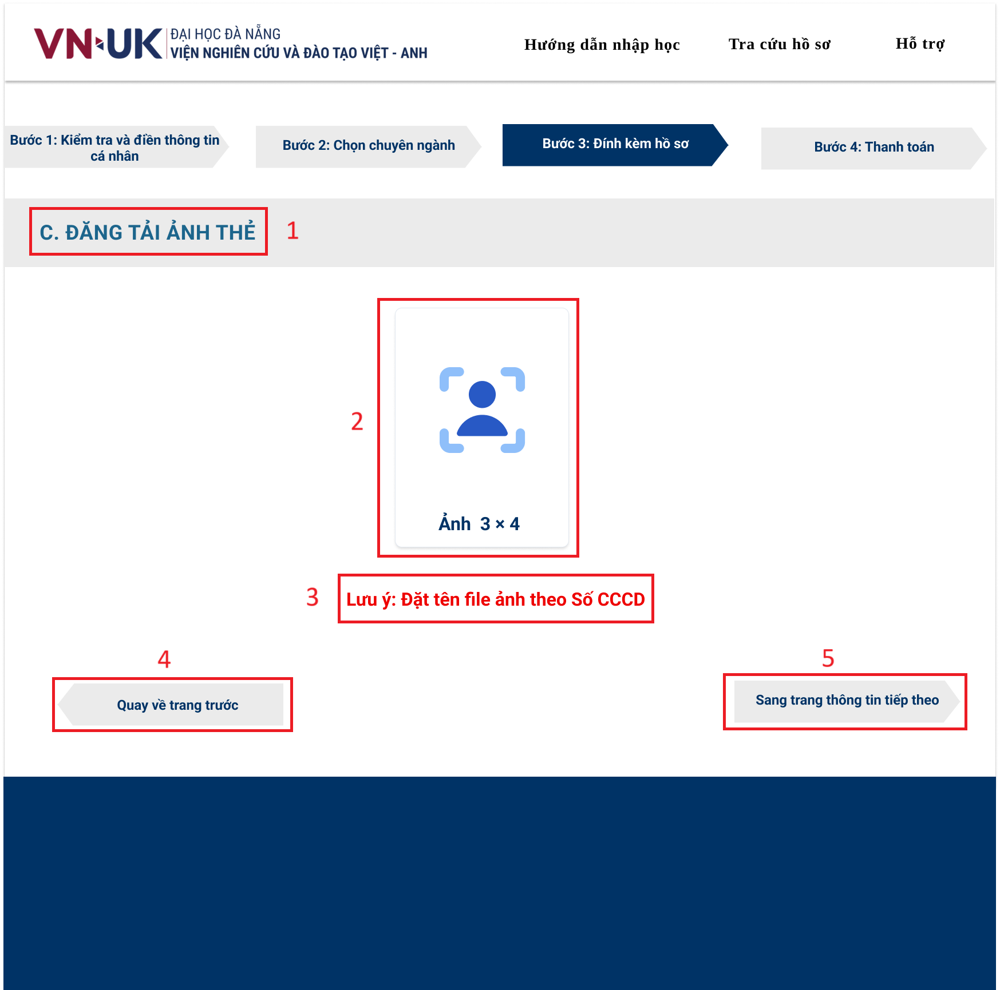 VN-UK
ĐẠI HỌC ĐÀ NẴNG
VIỆN NGHIÊN CỨU VÀ ĐÀO TẠO VIỆT - ANH
Hướng dẫn nhập học
Tra cứu hồ sơ
Hỗ trợ
Bước 1: Kiểm tra và điền thông tin
cá nhân
Bước 2: Chọn chuyên ngành
Bước 3: Đính kèm hồ sơ
Bước 4: Thanh toán
C. ĐĂNG TẢI ẢNH THẺ
1
2
Ảnh 3 × 4
3
Lưu ý: Đặt tên file ảnh theo Số CCCD
4
5
Quay về trang trước
Sang trang thông tin tiếp theo